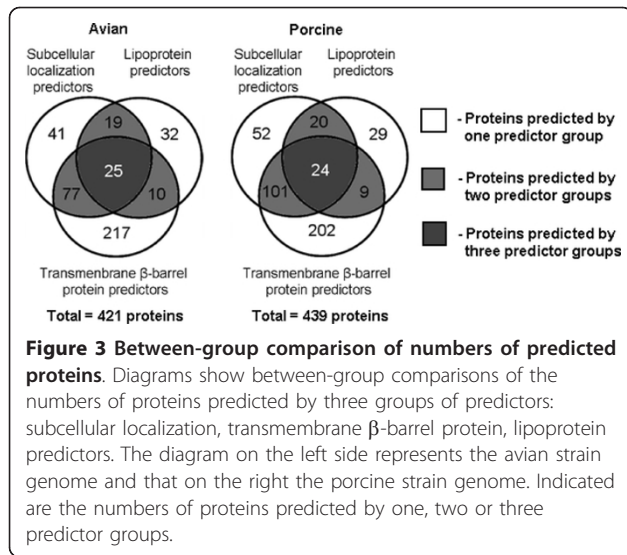 Avian
Porcine
Subcellular
localization
predictors
Lipoprotein
predictors
Subcellular
localization
predictors
Lipoprotein
predictors
41
19
32
25
77
10
217
52
20
29
24
101
9
202
Transmembrane β-barrel
protein predictors
Total = 421 proteins
Transmembrane β-barrel
protein predictors
Total = 439 proteins
- Proteins predicted by
one predictor group
- Proteins predicted by
two predictor groups
- Proteins predicted by
three predictor groups
Figure 3 Between-group comparison of numbers of predicted
proteins. Diagrams show between-group comparisons of the
numbers of proteins predicted by three groups of predictors:
subcellular localization, transmembrane β-barrel protein, lipoprotein
predictors. The diagram on the left side represents the avian strain
genome and that on the right the porcine strain genome. Indicated
are the numbers of proteins predicted by one, two or three
predictor groups.